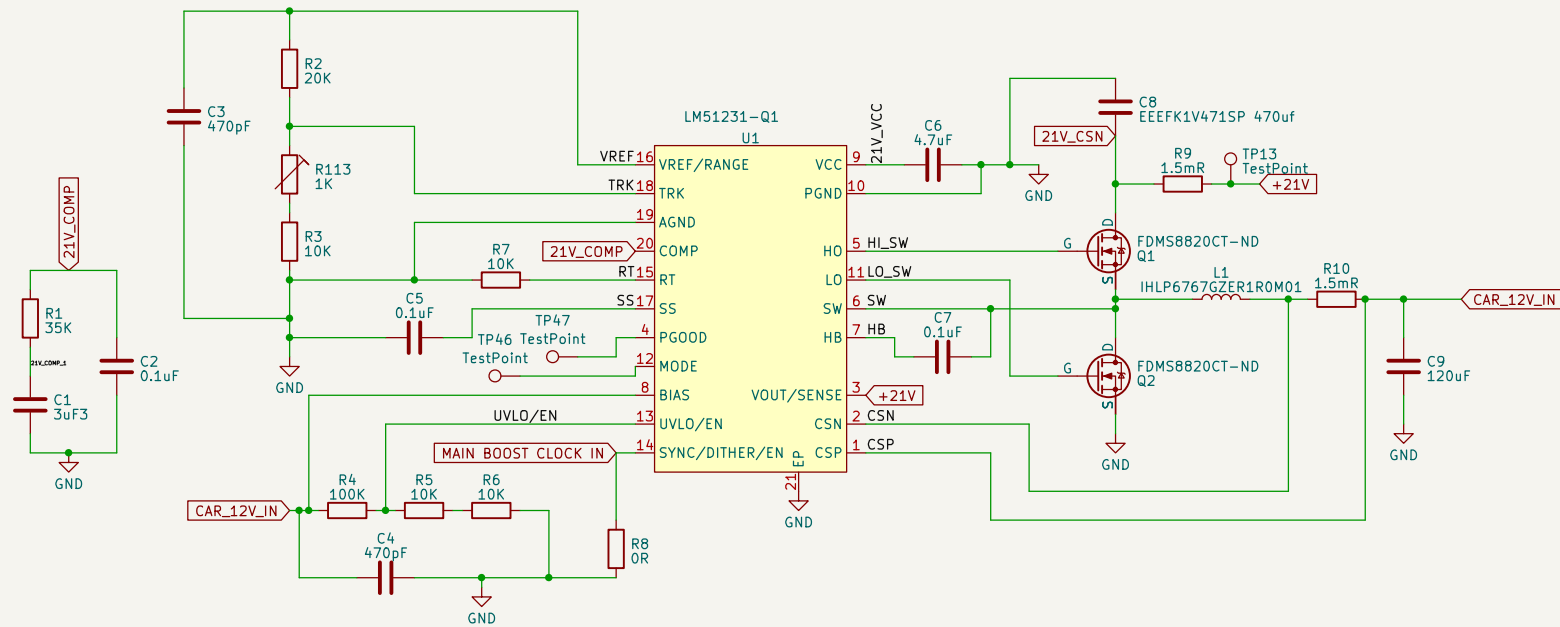 R2
20K
C3
470pF
R113
1K
R3
10K
21V_COMP
R1
35K
21V_COMP_1
C1
3uF3
C2
0.1uF
GND
GND
R7
10K
C5
0.1uF
TP47
TestPoint
TP46
TestPoint
21V_COMP
LM51231-Q1
U1
VREF 16 VREF/RANGE
TRK 18 TRK
19 AGND
20 COMP
RT 15 RT
SS 17 SS
4 PGOOD
12 MODE
8 BIAS
UVLO/EN 13 UVLO/EN
MAIN BOOST CLOCK IN 14 SYNC/DITHER/EN
VCC 9 21V_VCC
PGND 10
HO 5 HI_SW
LO 11 LO_SW
SW 6 SW
HB 7 HB
VOUT/SENSE 3 +21V
CSN 2 CSN
CSP 1 CSP
EP
21
GND
CAR_12V_IN
R4
100K
R5
10K
R6
10K
C4
470pF
GND
R8
0R
C6
4.7uF
GND
C7
0.1uF
C8
EEEFK1V471SP 470uf
21V_CSN
R9
1.5mR
TP13
TestPoint
+21V
D
G
S
FDMS8820CT-ND
Q1
L1
IHLP6767GZER1R0M01
R10
1.5mR
CAR_12V_IN
D
G
S
FDMS8820CT-ND
Q2
GND
C9
120uF
GND